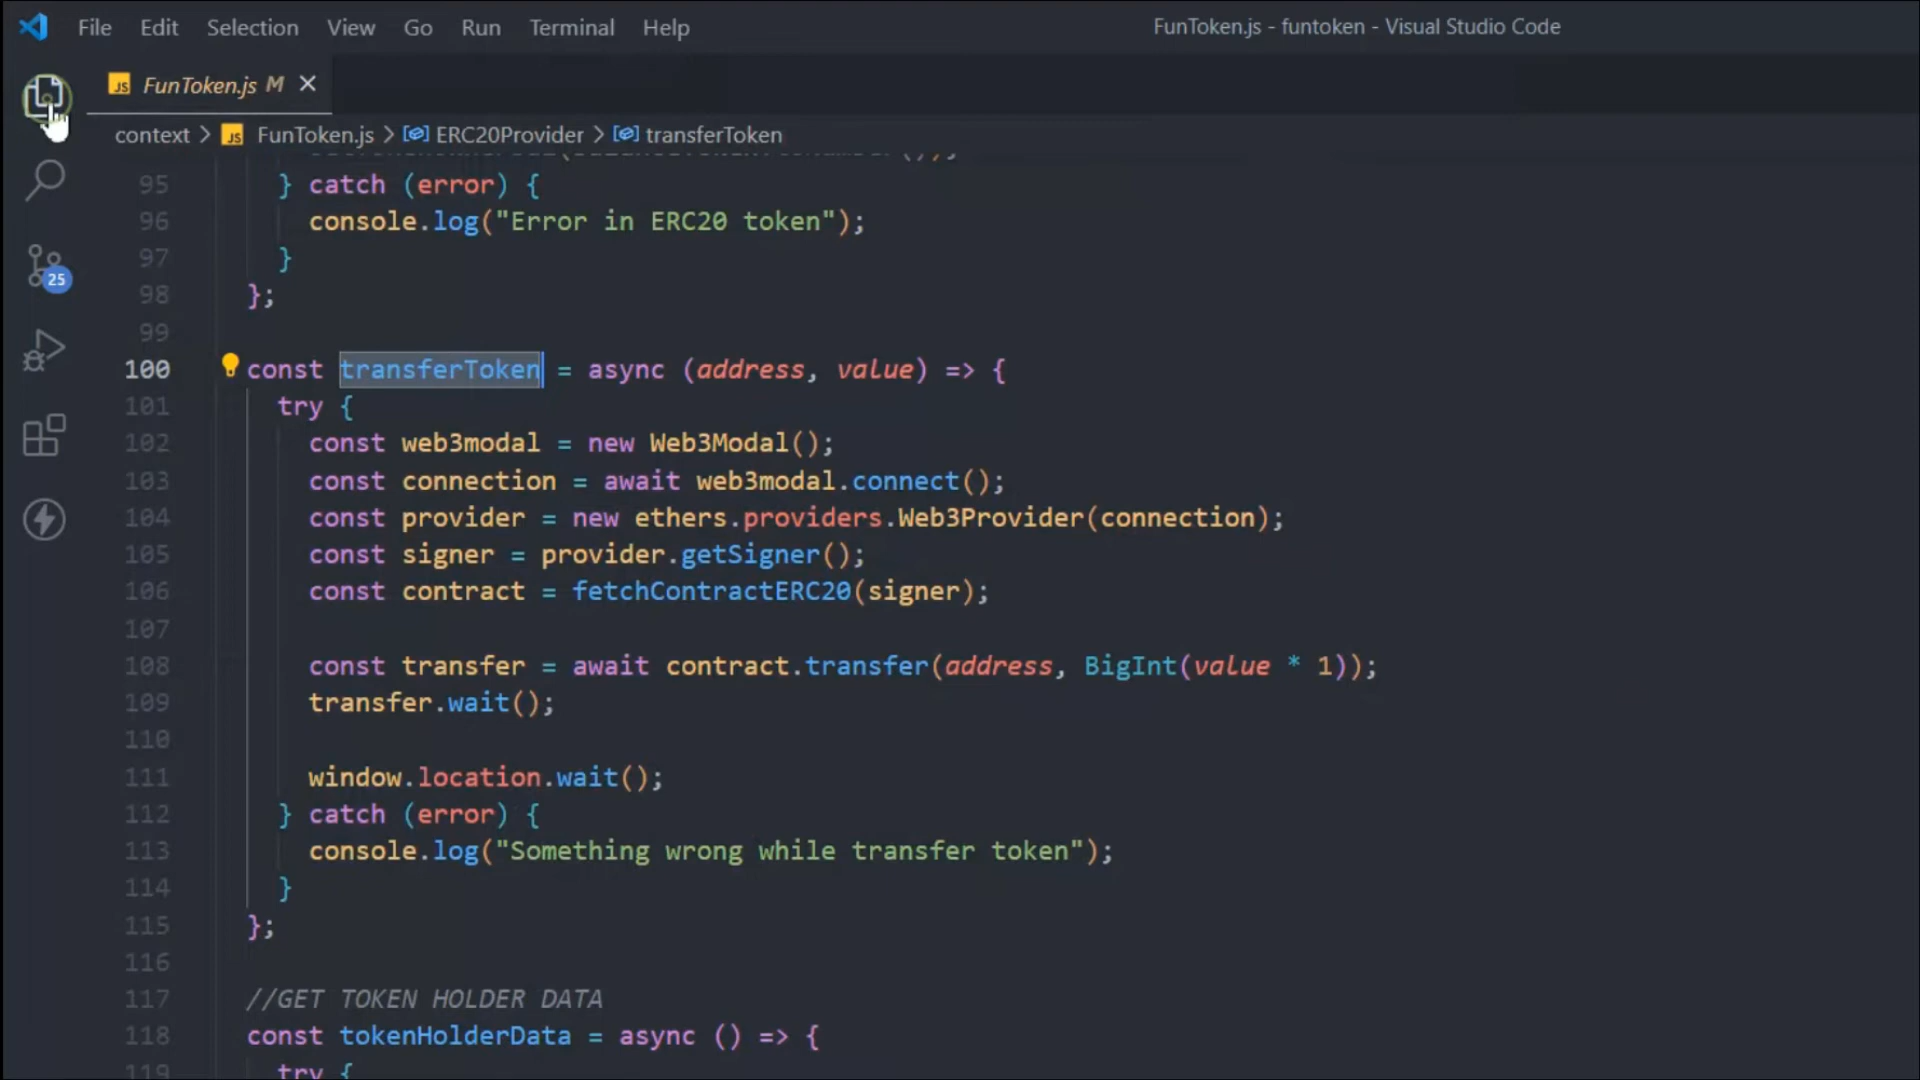 File Edit Selection View Go Run Terminal Help FunToken.js - funtoken - Visual Studio Code
JS FunToken.js M
context > JS FunToken.js > ERC20Provider > transferToken
95 } catch (error) {
96 console.log("Error in ERC20 token");
97 }
98 };
99
100 const transferToken = async (address, value) => {
101 try {
102 const web3modal = new Web3Modal();
103 const connection = await web3modal.connect();
104 const provider = new ethers.providers.Web3Provider(connection);
105 const signer = provider.getSigner();
106 const contract = fetchContractERC20(signer);
107
108 const transfer = await contract.transfer(address, BigInt(value * 1));
109 transfer.wait();
110
111 window.location.wait();
112 } catch (error) {
113 console.log("Something wrong while transfer token");
114 }
115 };
116
117 //GET TOKEN HOLDER DATA
118 const tokenHolderData = async () => {
119 try {
25